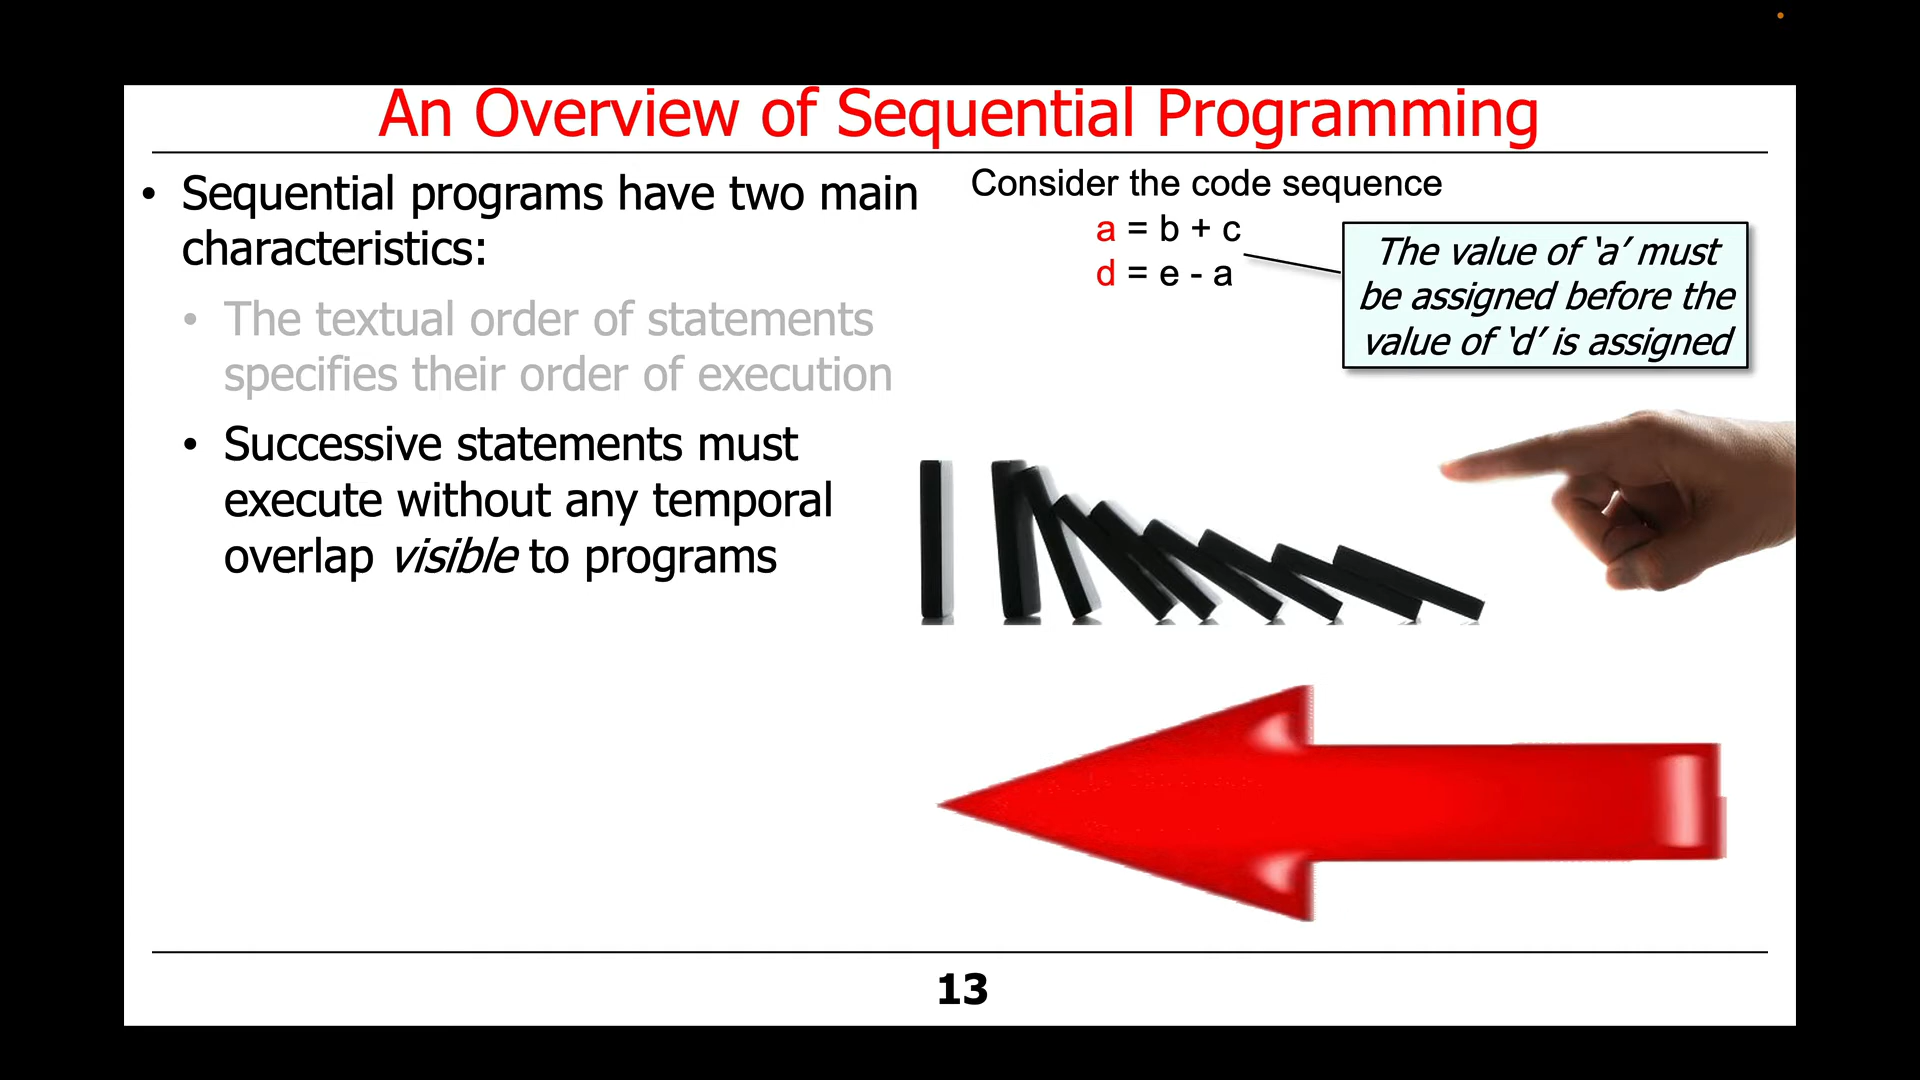 An Overview of Sequential Programming
• Sequential programs have two main
characteristics:
• The textual order of statements
specifies their order of execution
• Successive statements must
execute without any temporal
overlap visible to programs
Consider the code sequence
a = b + c
d = e - a
The value of ‘a’ must
be assigned before the
value of ‘d’ is assigned
13